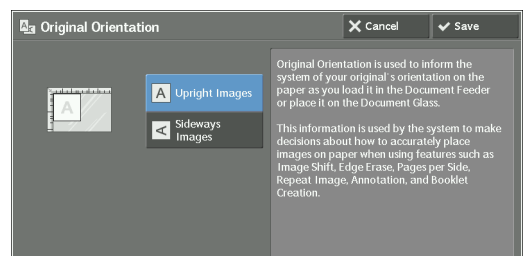 Original Orientation
Cancel
Save
A
A
Upright Images
A
Sideways
Images
Original Orientation is used to inform the
system of your original's orientation on the
paper as you load it in the Document Feeder
or place it on the Document Glass.
This information is used by the system to make
decisions about how to accurately place
images on paper when using features such as
Image Shift, Edge Erase, Pages per Side,
Repeat Image, Annotation, and Booklet
Creation.